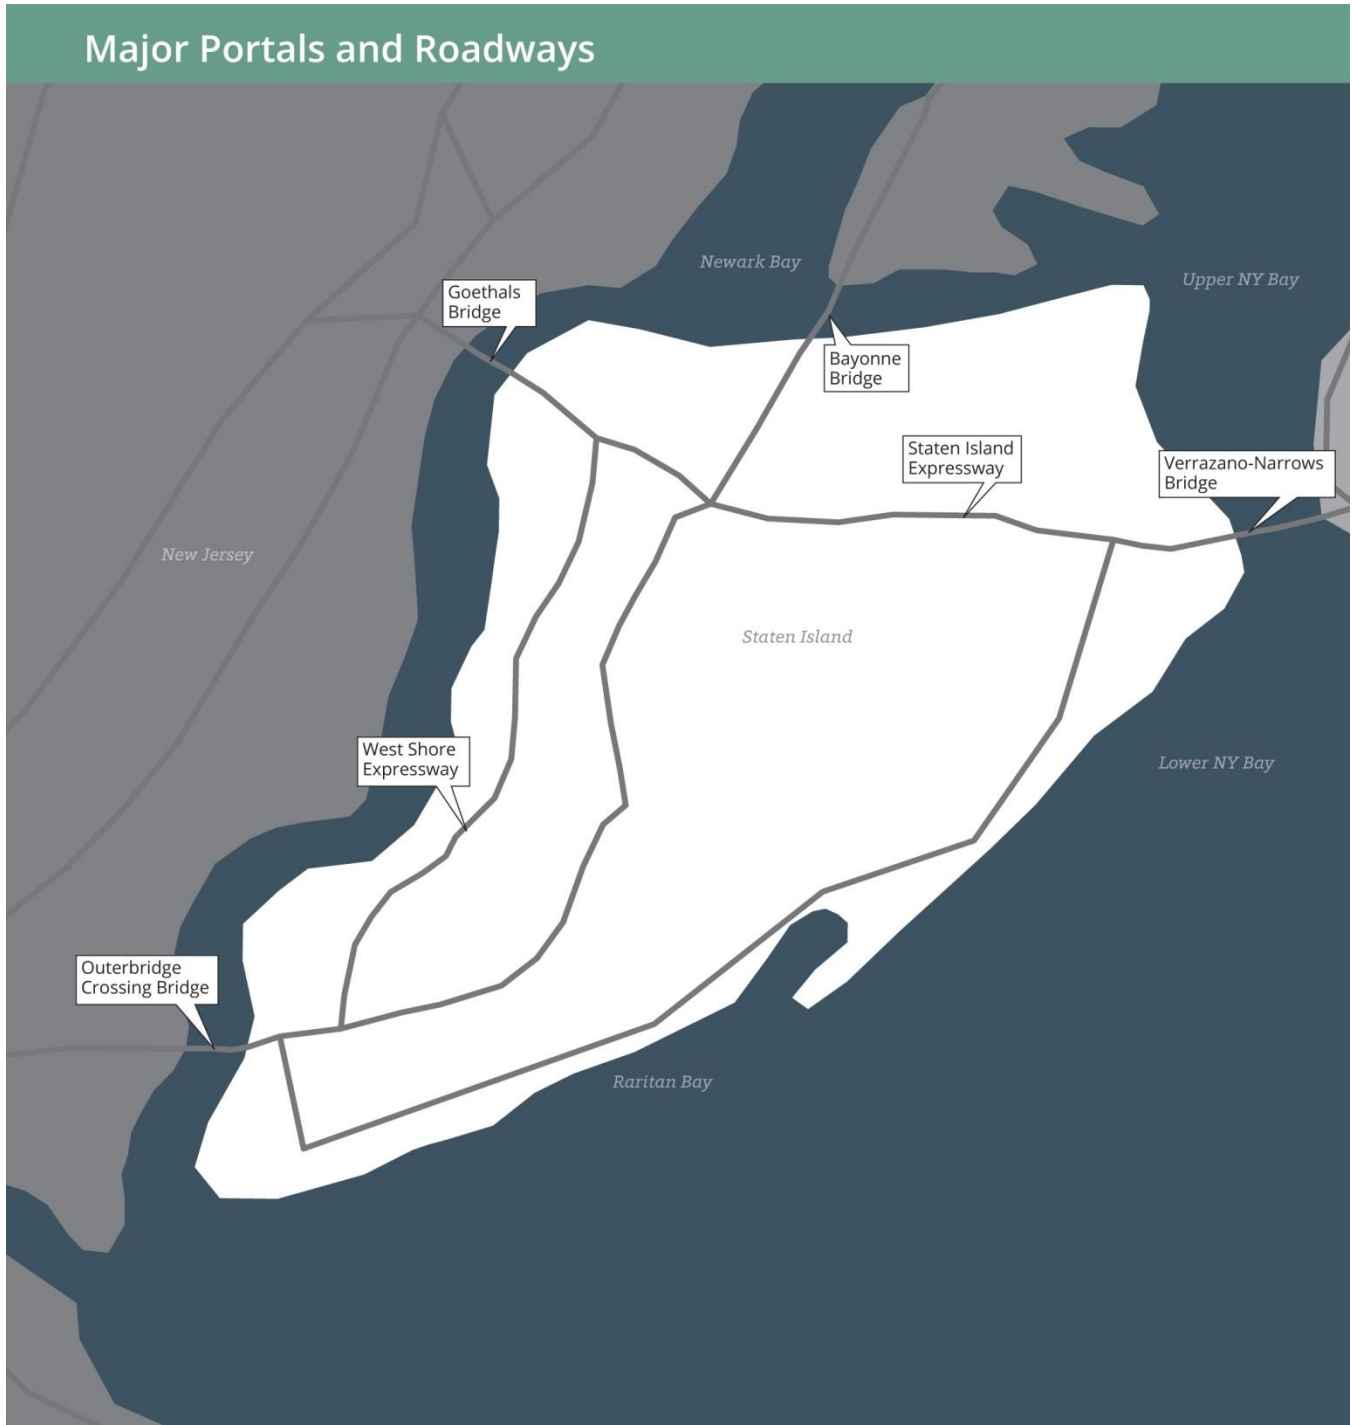 Major Portals and Roadways
Newark Bay
Upper NY Bay
Goethals
Bridge
Bayonne
Bridge
Staten Island
Expressway
Verrazano-Narrows
Bridge
New Jersey
Staten Island
West Shore
Expressway
Lower NY Bay
Outerbridge
Crossing Bridge
Raritan Bay